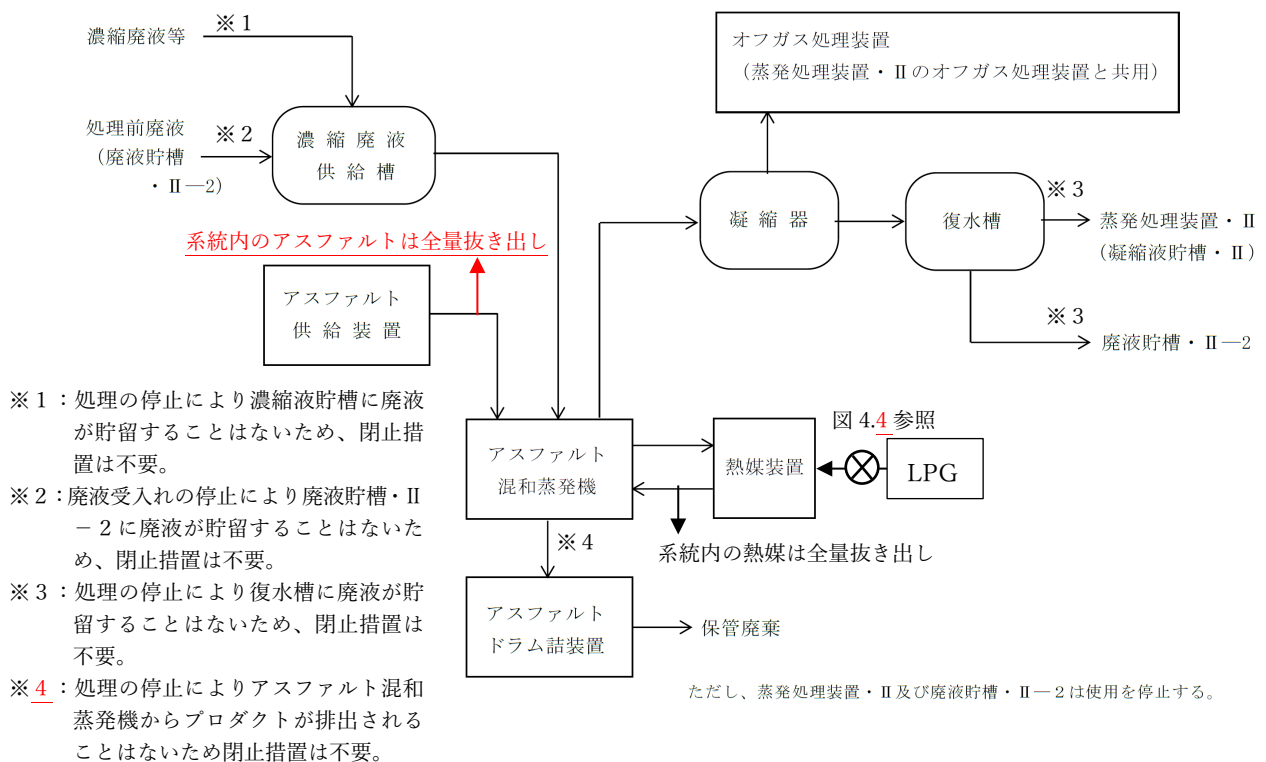 濃縮廃液等
※１
処理前廃液
（廃液貯槽
・Ⅱ―2）
※２
濃縮廃液
供給槽
オフガス処理装置
（蒸発処理装置・Ⅱのオフガス処理装置と共用）
凝縮器
復水槽
※３
蒸発処理装置・Ⅱ
（凝縮液貯槽・Ⅱ）
※３
廃液貯槽・Ⅱ―2
系統内のアスファルトは全量抜き出し
アスファルト
供給装置
アスファルト
混和蒸発機
熱媒装置
図 4.4 参照
LPG
系統内の熱媒は全量抜き出し
※４
アスファルト
ドラム詰装置
保管廃棄
※１：処理の停止により濃縮液貯槽に廃液
が貯留することはないため、閉止措
置は不要。
※２：廃液受入れの停止により廃液貯槽・Ⅱ
－２に廃液が貯留することはないた
め、閉止措置は不要。
※３：処理の停止により復水槽に廃液が貯
留することはないため、閉止措置は
不要。
※４：処理の停止によりアスファルト混和
蒸発機からプロダクトが排出される
ことはないため閉止措置は不要。
ただし、蒸発処理装置・Ⅱ及び廃液貯槽・Ⅱ―２は使用を停止する。